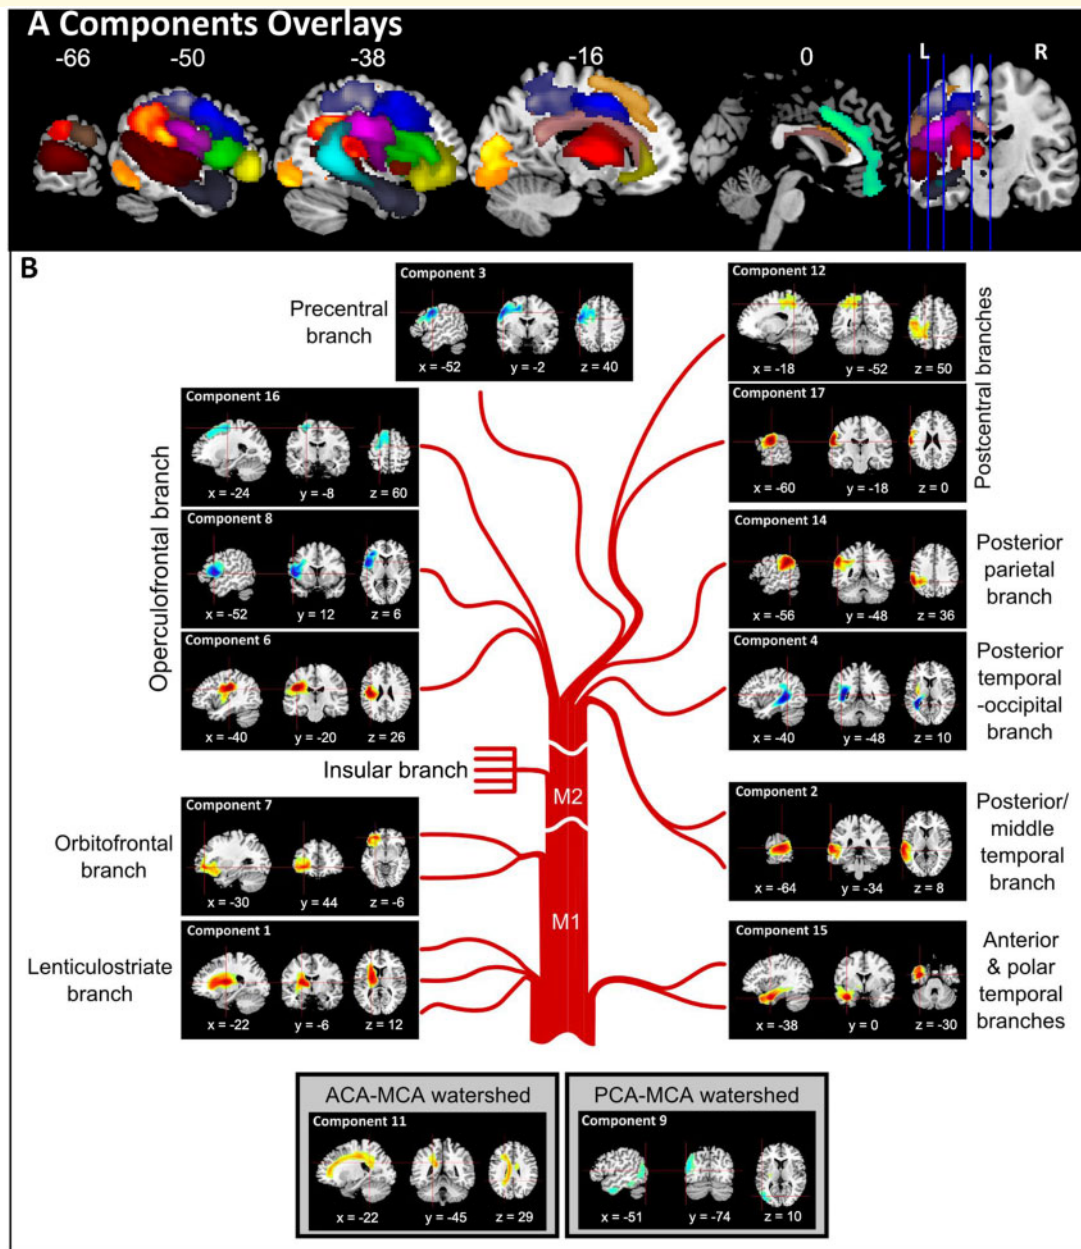 A Components Overlays
-66
-50
-38
-16
0
L
R
B
Precentral
branch
Component 3
x = -52
y = -2
z = 40
Component 12
x = -18
y = -52
z = 50
Component 17
x = -60
y = -18
z = 0
Postcentral branches
Operculofrontal branch
Component 16
x = -24
y = -8
z = 60
Component 8
x = -52
y = 12
z = 6
Component 6
x = -40
y = -20
z = 26
Component 14
x = -56
y = -48
z = 36
Posterior
parietal
branch
Component 4
x = -40
y = -48
z = 10
Posterior
temporal
-occipital
branch
Insular branch
M2
Orbitofrontal
branch
Component 7
x = -30
y = 44
z = -6
Component 2
x = -64
y = -34
z = 8
Posterior/
middle
temporal
branch
M1
Lenticulostriate
branch
Component 1
x = -22
y = -6
z = 12
Component 15
x = -38
y = 0
z = -30
Anterior
& polar
temporal
branches
ACA-MCA watershed
Component 11
x = -22
y = -45
z = 29
PCA-MCA watershed
Component 9
x = -51
y = -74
z = 10